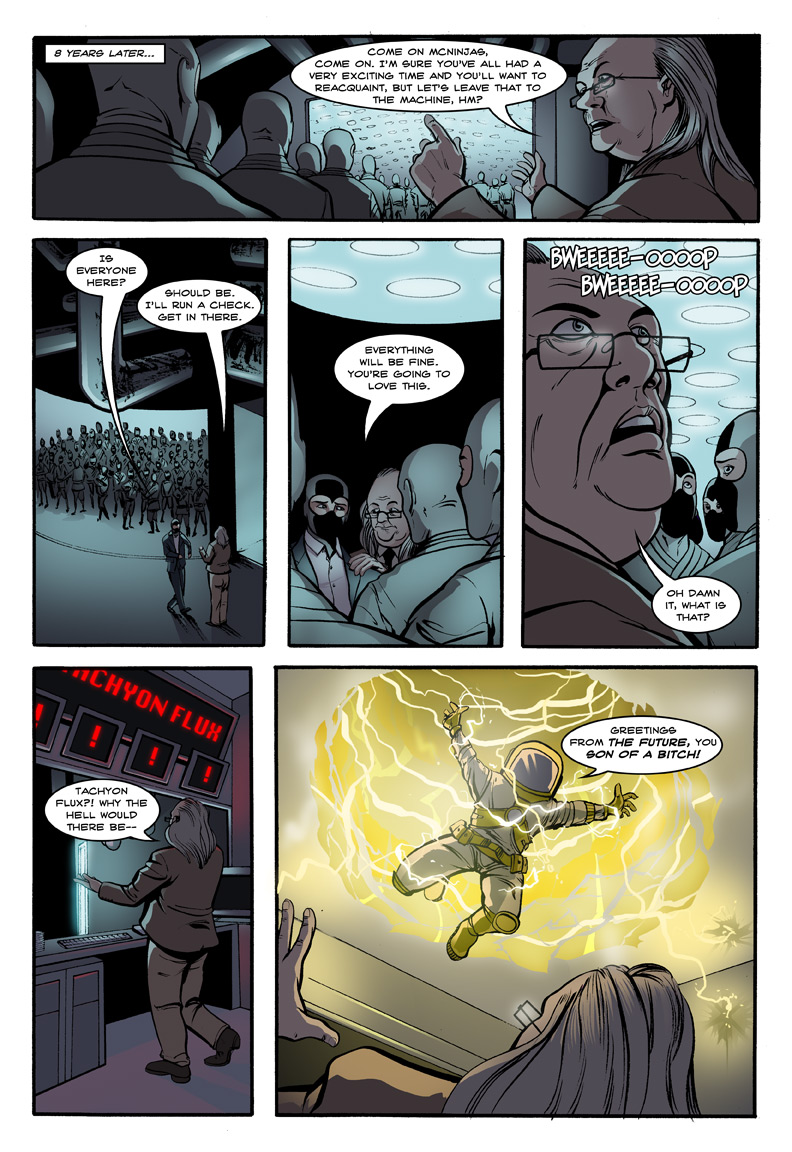 8 YEARS LATER...
COME ON MCNINJAS,
COME ON. I'M SURE YOU'VE ALL HAD A
VERY EXCITING TIME AND YOU'LL WANT TO
REACQUAINT, BUT LET'S LEAVE THAT TO
THE MACHINE, HM?
IS
EVERYONE
HERE?
SHOULD BE.
I'LL RUN A CHECK.
GET IN THERE.
EVERYTHING
WILL BE FINE.
YOU'RE GOING TO
LOVE THIS.
BWEEEEE-OOOOP
BWEEEEE-OOOOP
OH DAMN
IT, WHAT IS
THAT?
TACHYON FLUX
!
!
!
!
TACHYON
FLUX?! WHY THE
HELL WOULD
THERE BE--
GREETINGS
FROM THE FUTURE, YOU
SON OF A BITCH!